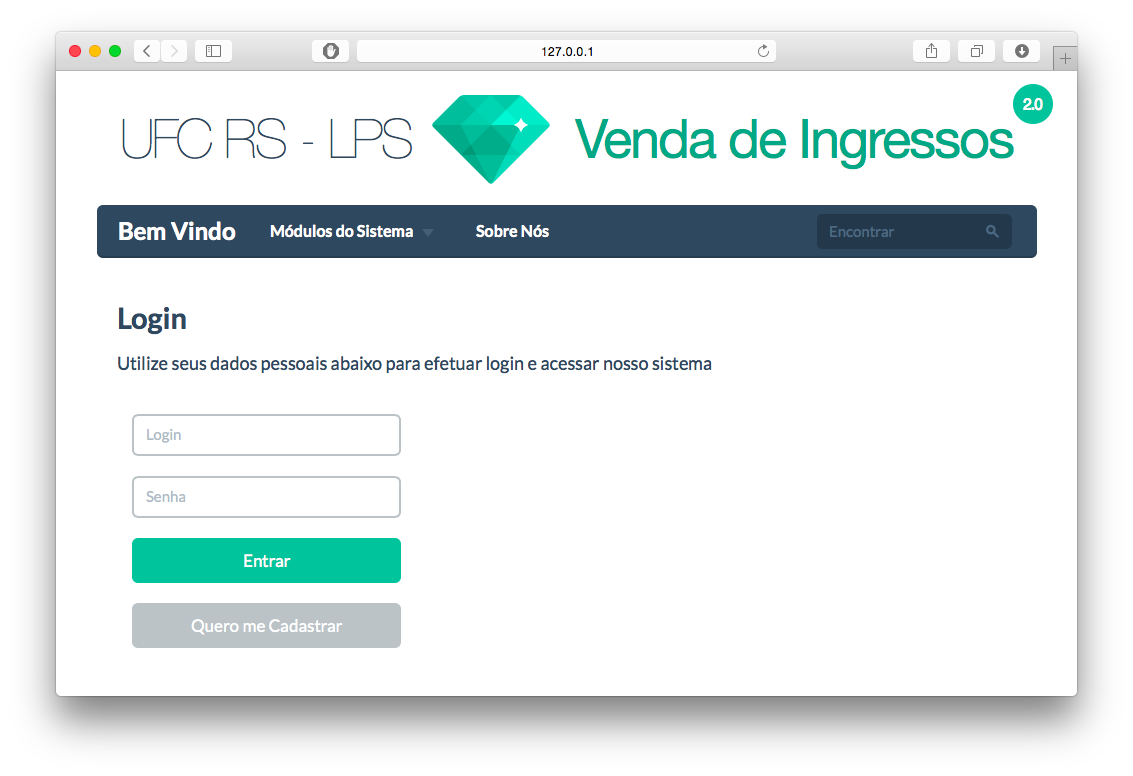 127.0.0.1
UFC RS - LPS
Venda de Ingressos
2.0
Bem Vindo
Módulos do Sistema
Sobre Nós
Encontrar
Login
Utilize seus dados pessoais abaixo para efetuar login e acessar nosso sistema
Login
Senha
Entrar
Quero me Cadastrar